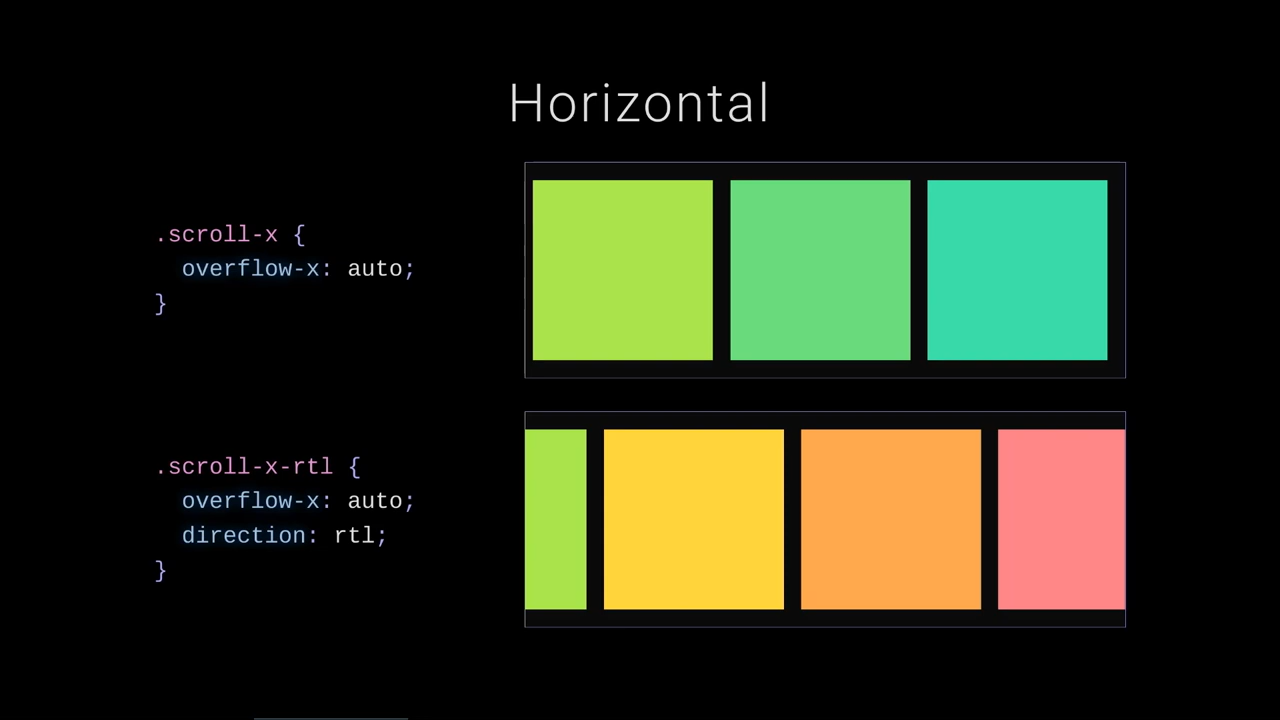 Horizontal
.scroll-x {
  overflow-x: auto;
}
.scroll-x-rtl {
  overflow-x: auto;
  direction: rtl;
}